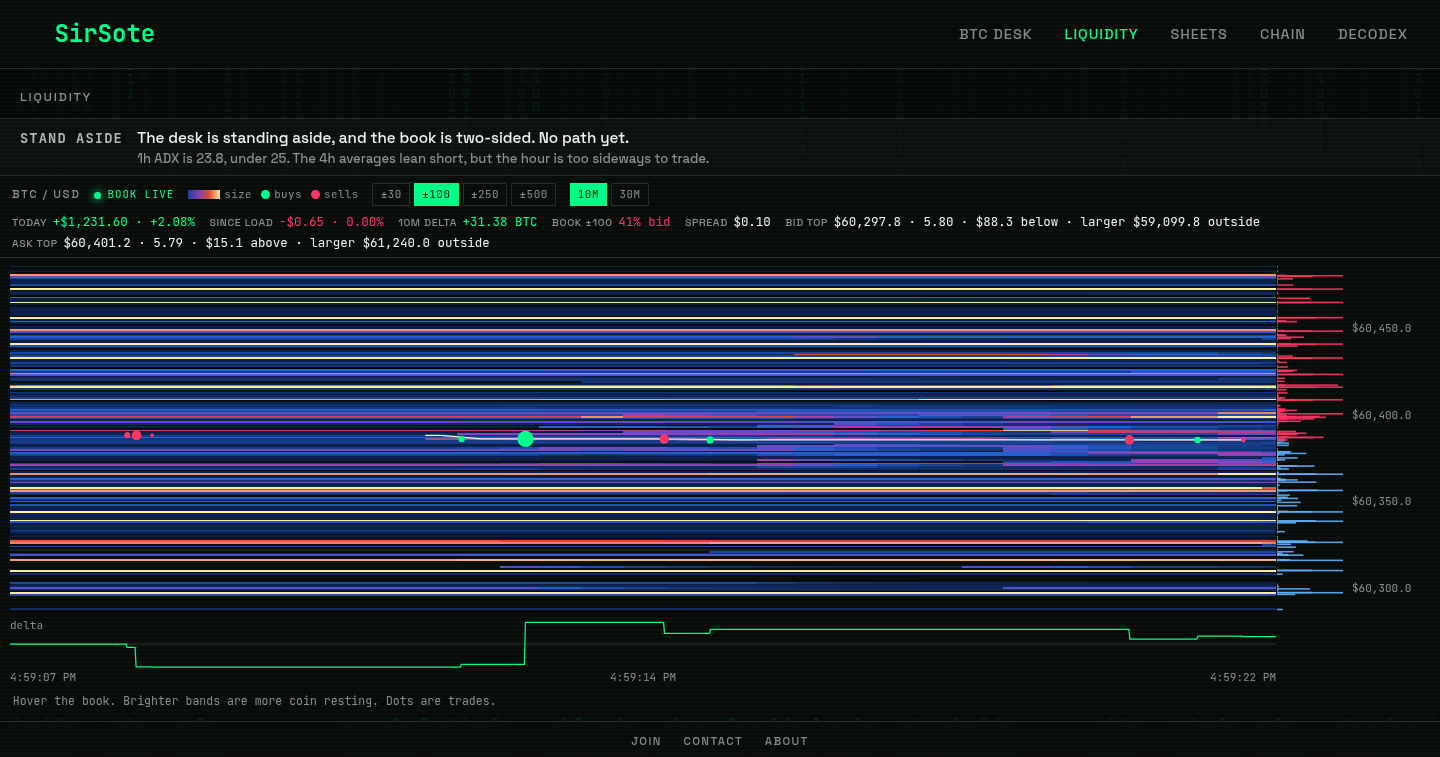 SirSote
BTC DESK LIQUIDITY SHEETS CHAIN DECODEX
LIQUIDITY
STAND ASIDE The desk is standing aside, and the book is two-sided. No path yet.
1h ADX is 23.8, under 25. The 4h averages lean short, but the hour is too sideways to trade.
BTC / USD BOOK LIVE size buys sells ±30 ±100 ±250 ±500 10M 30M
TODAY +$1,231.60 · +2.08% SINCE LOAD -$0.65 · 0.00% 10M DELTA +31.38 BTC BOOK ±100 41% bid SPREAD $0.10 BID TOP $60,297.8 · 5.80 · $88.3 below · larger $59,099.8 outside
ASK TOP $60,401.2 · 5.79 · $15.1 above · larger $61,240.0 outside
$60,450.0
$60,400.0
$60,350.0
$60,300.0
delta
4:59:07 PM 4:59:14 PM 4:59:22 PM
Hover the book. Brighter bands are more coin resting. Dots are trades.
JOIN CONTACT ABOUT